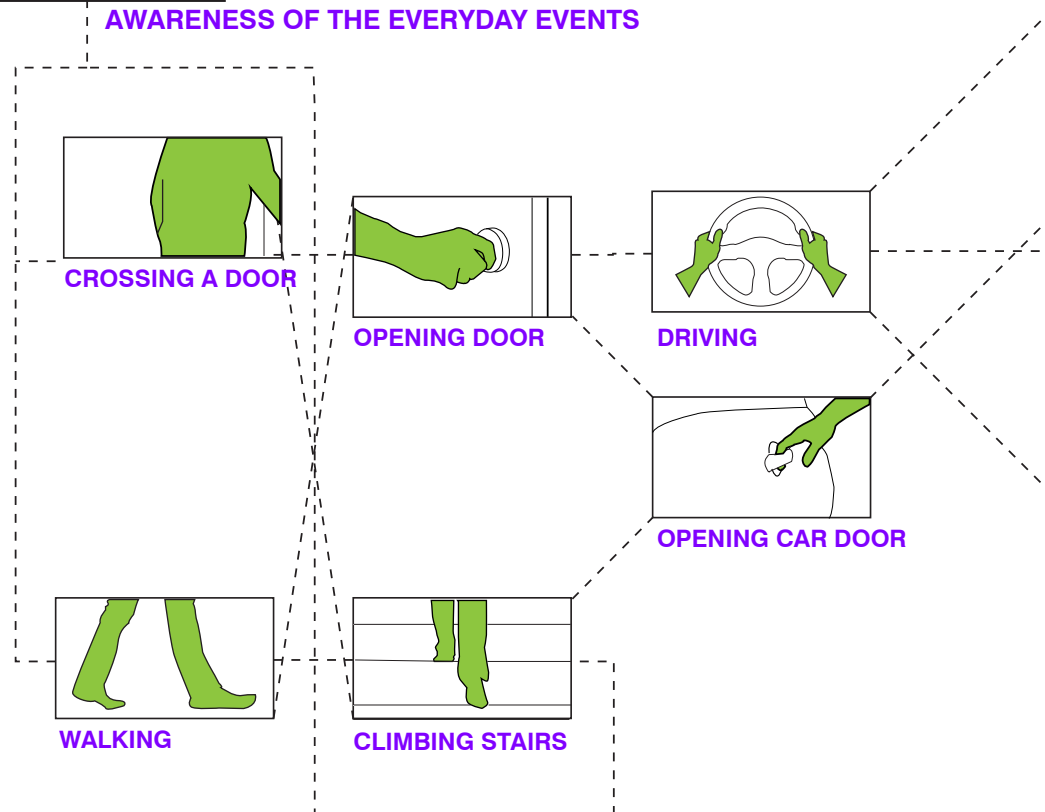 AWARENESS OF THE EVERYDAY EVENTS
CROSSING A DOOR
OPENING DOOR
DRIVING
OPENING CAR DOOR
WALKING
CLIMBING STAIRS